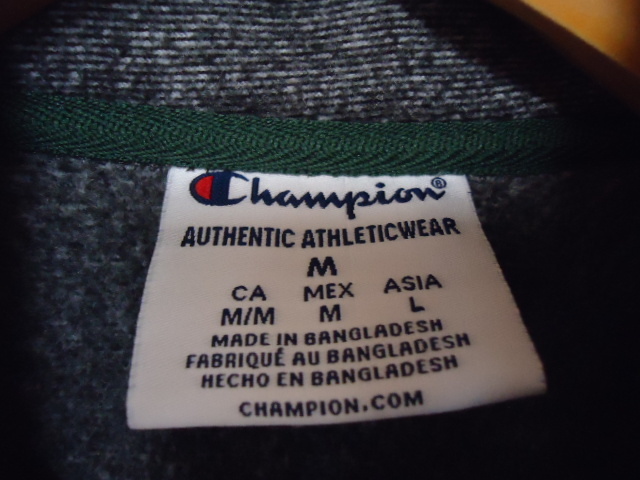 Champion®
AUTHENTIC ATHLETICWEAR
M
CA MEX ASIA
M/M M L
MADE IN BANGLADESH
FABRIQUÉ AU BANGLADESH
HECHO EN BANGLADESH
CHAMPION.COM